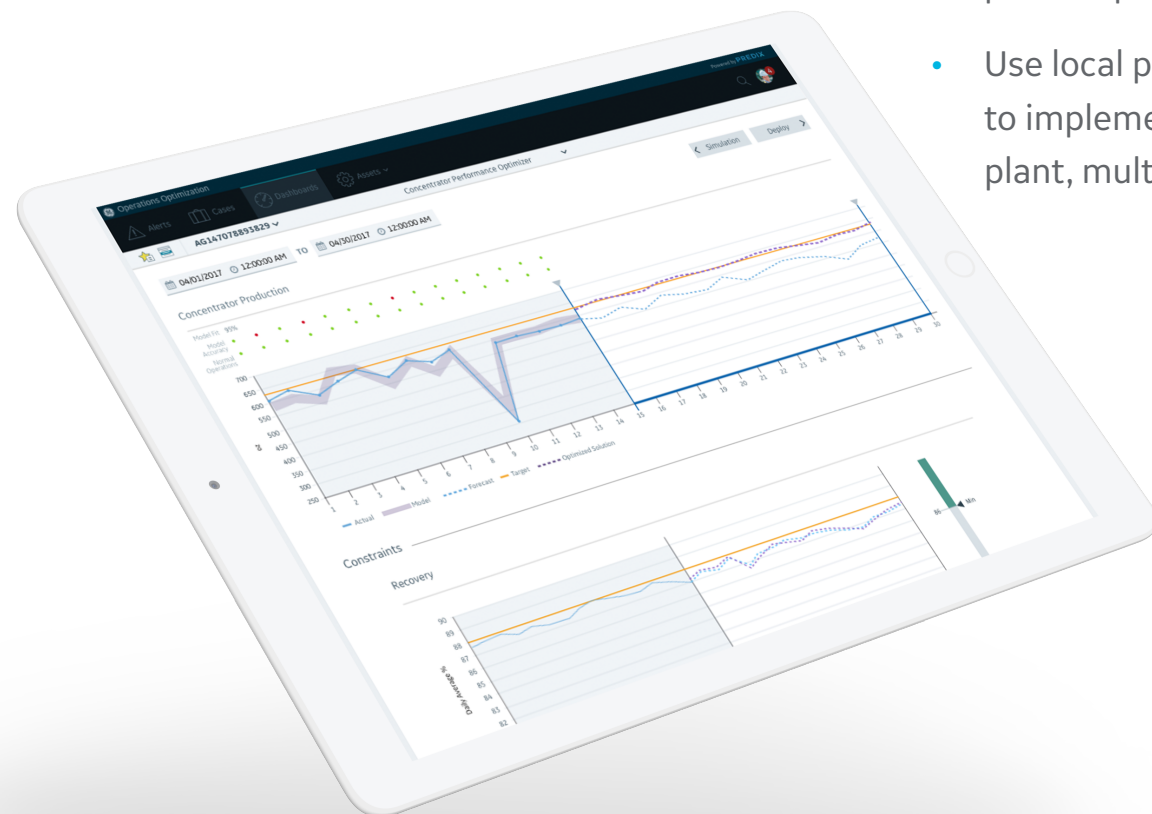 Use local p
to impleme
plant, mult
Powered by PREDIX
Operations Optimization
Alerts
Cases
Dashboards
Assets
AG147078893829
Concentrator Performance Optimizer
Simulation
Deploy
04/01/2017 12:00:00 AM TO 04/30/2017 12:00:00 AM
Concentrator Production
Model Fit 95%
Model
Accuracy
Normal
Operations
700
650
600
550
500
450
400
350
300
250
1 2 3 4 5 6 7 8 9 10 11 12 13 14 15 16 17 18 19 20 21 22 23 24 25 26 27 28 29 30
Actual Model Forecast Target Optimized Solution
Constraints
Recovery
90
89
88
87
86
85
84
83
82
Daily Average %
86
Min